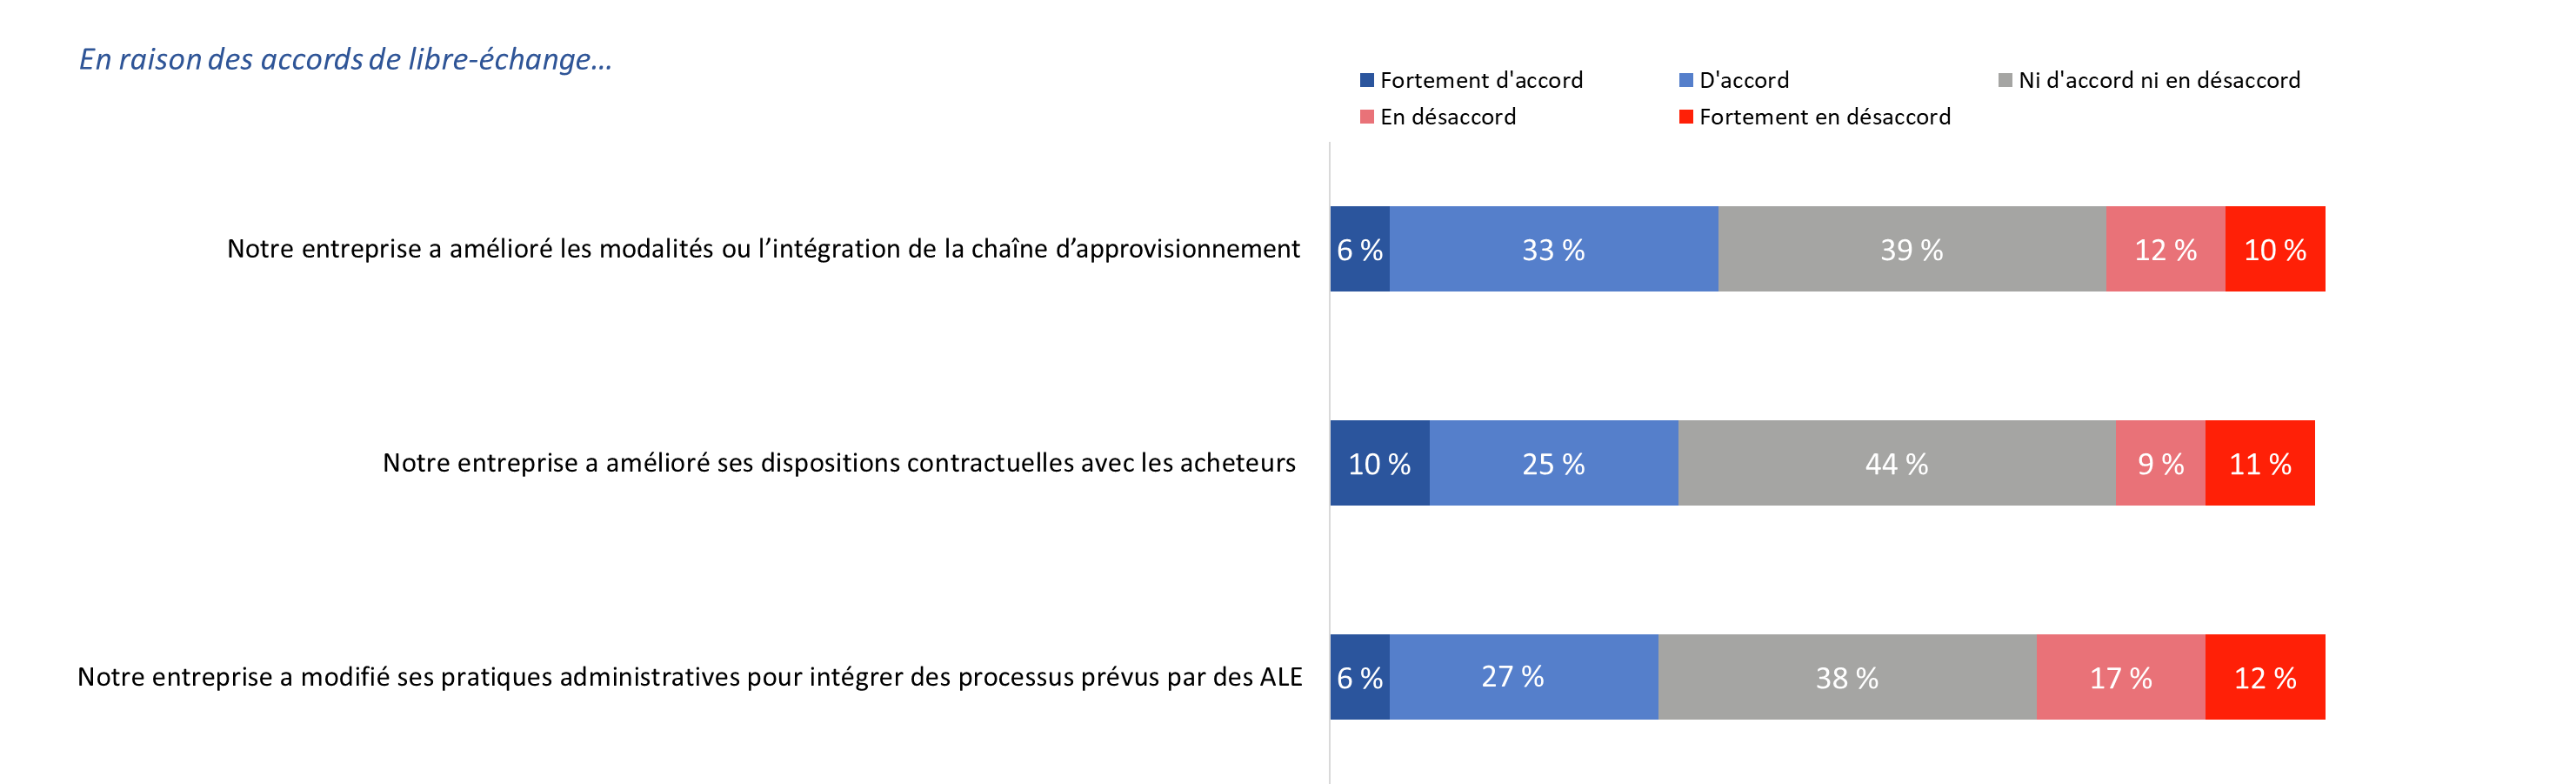 En raison des accords de libre-échange…
Fortement d'accord
D'accord
Ni d'accord ni en désaccord
En désaccord
Fortement en désaccord
Notre entreprise a amélioré les modalités ou l’intégration de la chaîne d’approvisionnement
6 % 33 % 39 % 12 % 10 %
Notre entreprise a amélioré ses dispositions contractuelles avec les acheteurs
10 % 25 % 44 % 9 % 11 %
Notre entreprise a modifié ses pratiques administratives pour intégrer des processus prévus par des ALE
6 % 27 % 38 % 17 % 12 %